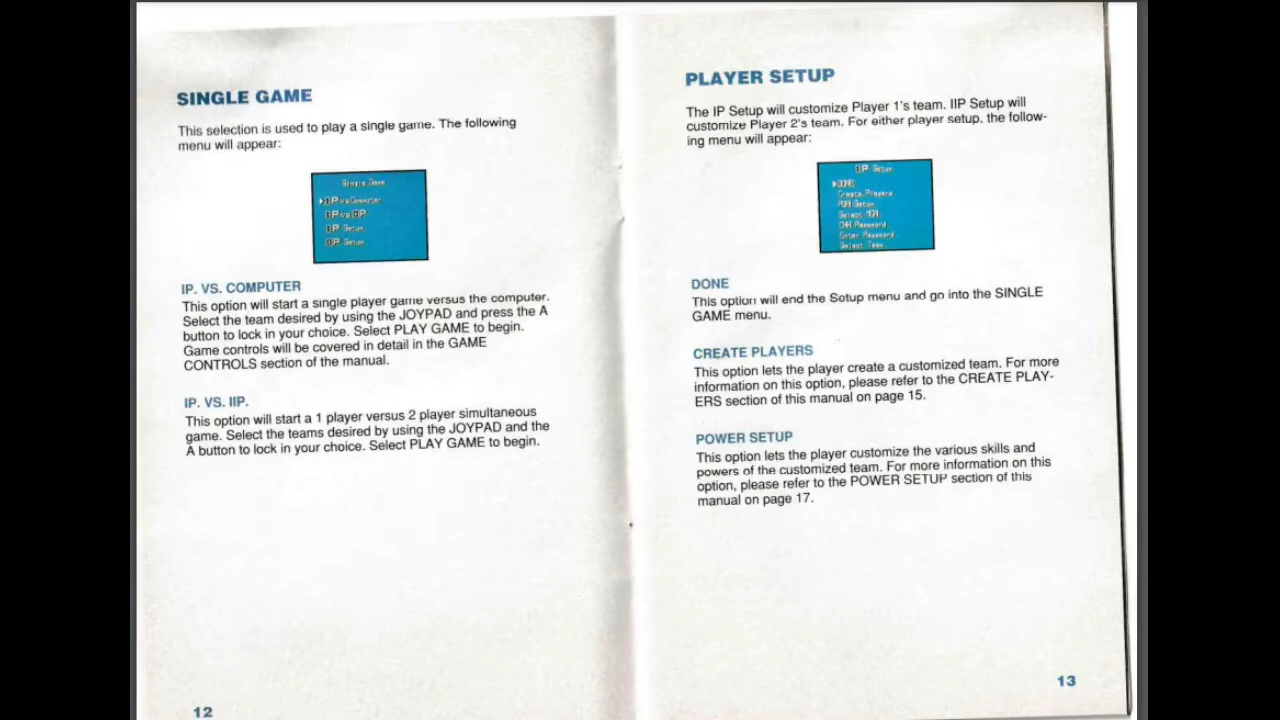 SINGLE GAME
This selection is used to play a single game. The following
menu will appear:
Single Game
IP vs Computer
IP vs IIP
IP Setup
IIP Setup
IP. VS. COMPUTER
This option will start a single player game versus the computer.
Select the team desired by using the JOYPAD and press the A
button to lock in your choice. Select PLAY GAME to begin.
Game controls will be covered in detail in the GAME
CONTROLS section of the manual.
IP. VS. IIP.
This option will start a 1 player versus 2 player simultaneous
game. Select the teams desired by using the JOYPAD and the
A button to lock in your choice. Select PLAY GAME to begin.
12
PLAYER SETUP
The IP Setup will customize Player 1's team. IIP Setup will
customize Player 2's team. For either player setup, the follow-
ing menu will appear:
IP Setup
DONE
Create Players
PWR Setup
Select
Password
Enter Password
Select Team
DONE
This option will end the Setup menu and go into the SINGLE
GAME menu.
CREATE PLAYERS
This option lets the player create a customized team. For more
information on this option, please refer to the CREATE PLAY-
ERS section of this manual on page 15.
POWER SETUP
This option lets the player customize the various skills and
powers of the customized team. For more information on this
option, please refer to the POWER SETUP section of this
manual on page 17.
13